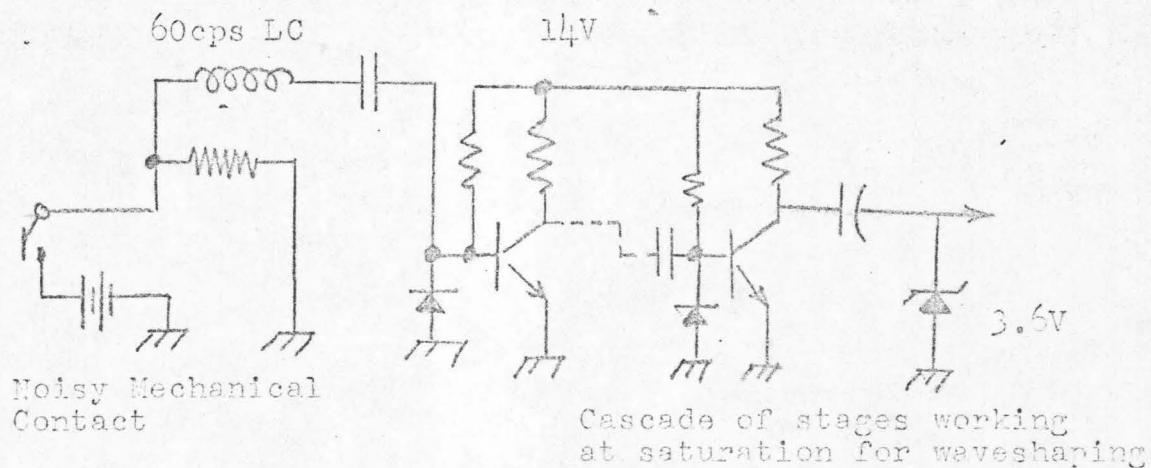 60cps LC
14V
3.6V
Noisy Mechanical
Contact
Cascade of stages working
at saturation for waveshaping